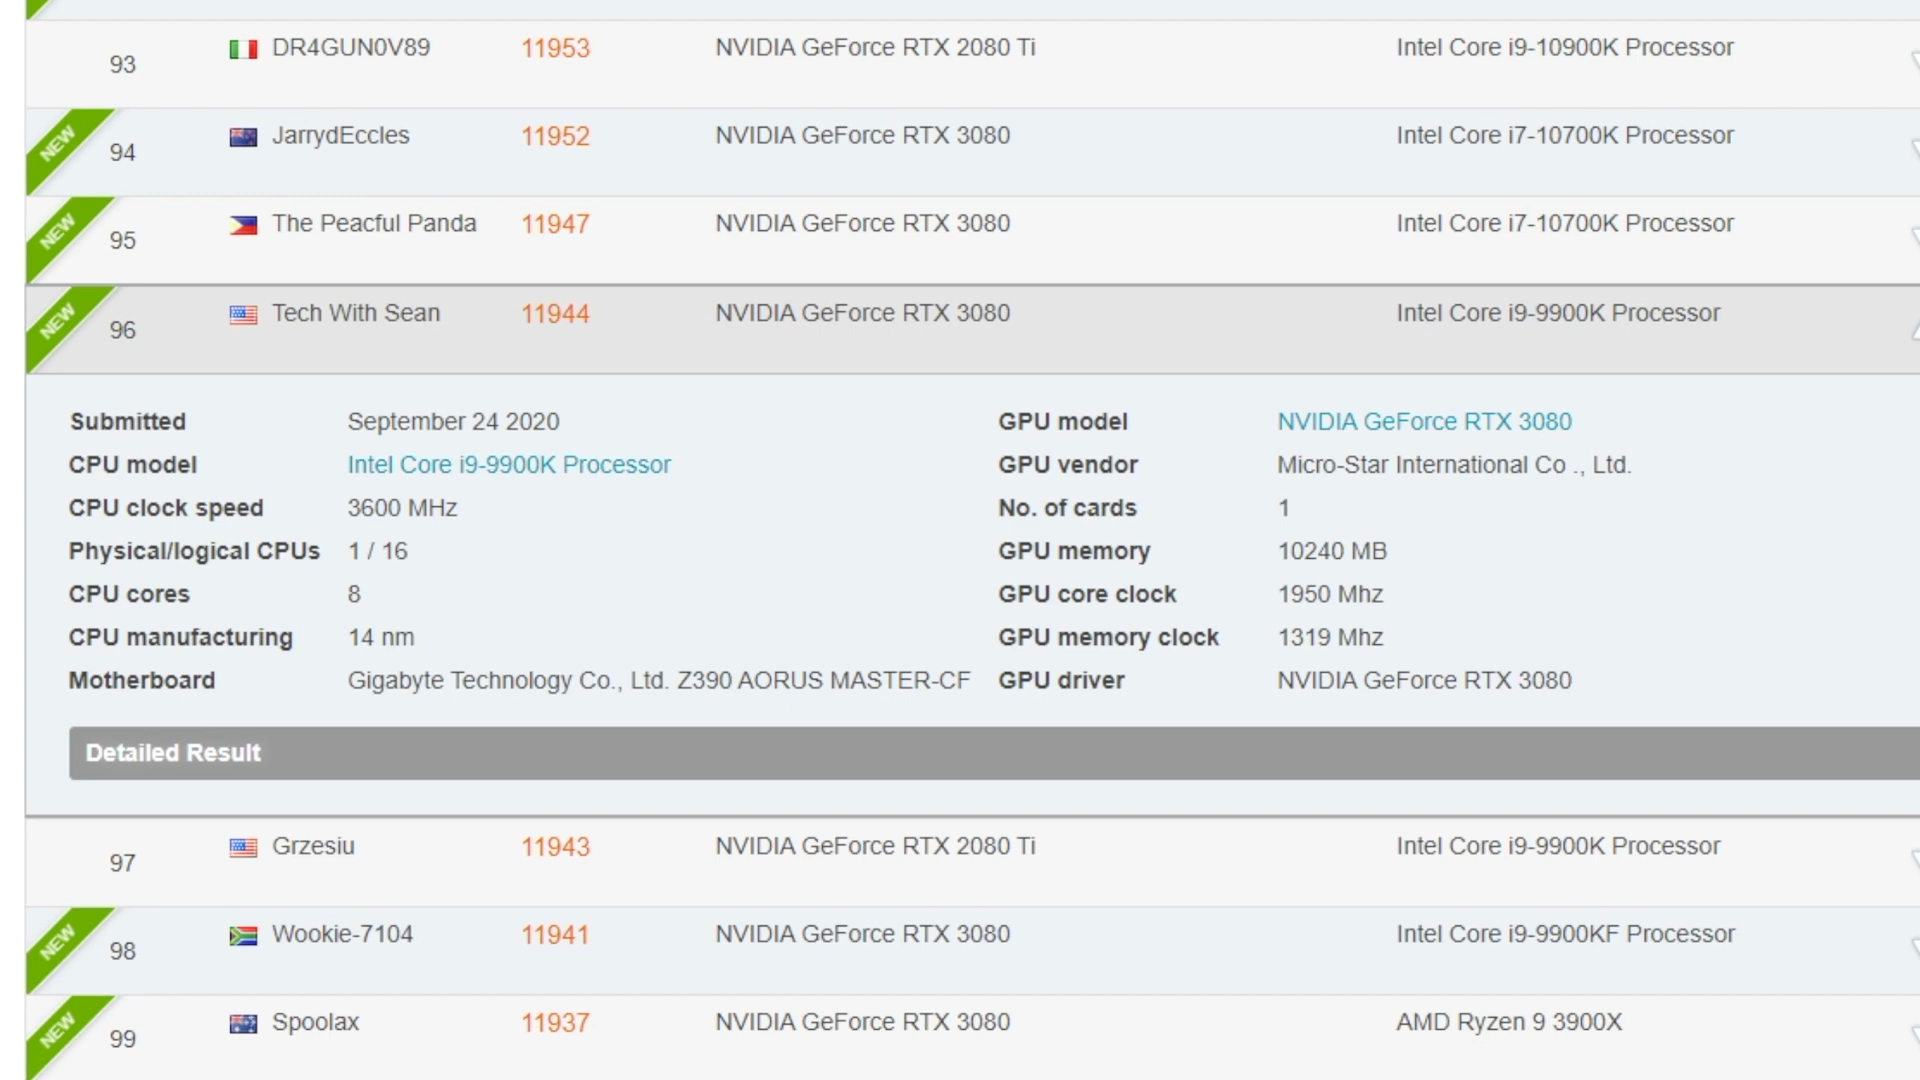 93 DR4GUN0V89 11953 NVIDIA GeForce RTX 2080 Ti Intel Core i9-10900K Processor
NEW 94 JarrydEccles 11952 NVIDIA GeForce RTX 3080 Intel Core i7-10700K Processor
NEW 95 The Peacful Panda 11947 NVIDIA GeForce RTX 3080 Intel Core i7-10700K Processor
NEW 96 Tech With Sean 11944 NVIDIA GeForce RTX 3080 Intel Core i9-9900K Processor
Submitted September 24 2020 GPU model NVIDIA GeForce RTX 3080
CPU model Intel Core i9-9900K Processor GPU vendor Micro-Star International Co ., Ltd.
CPU clock speed 3600 MHz No. of cards 1
Physical/logical CPUs 1 / 16 GPU memory 10240 MB
CPU cores 8 GPU core clock 1950 Mhz
CPU manufacturing 14 nm GPU memory clock 1319 Mhz
Motherboard Gigabyte Technology Co., Ltd. Z390 AORUS MASTER-CF GPU driver NVIDIA GeForce RTX 3080
Detailed Result
97 Grzesiu 11943 NVIDIA GeForce RTX 2080 Ti Intel Core i9-9900K Processor
NEW 98 Wookie-7104 11941 NVIDIA GeForce RTX 3080 Intel Core i9-9900KF Processor
NEW 99 Spoolax 11937 NVIDIA GeForce RTX 3080 AMD Ryzen 9 3900X